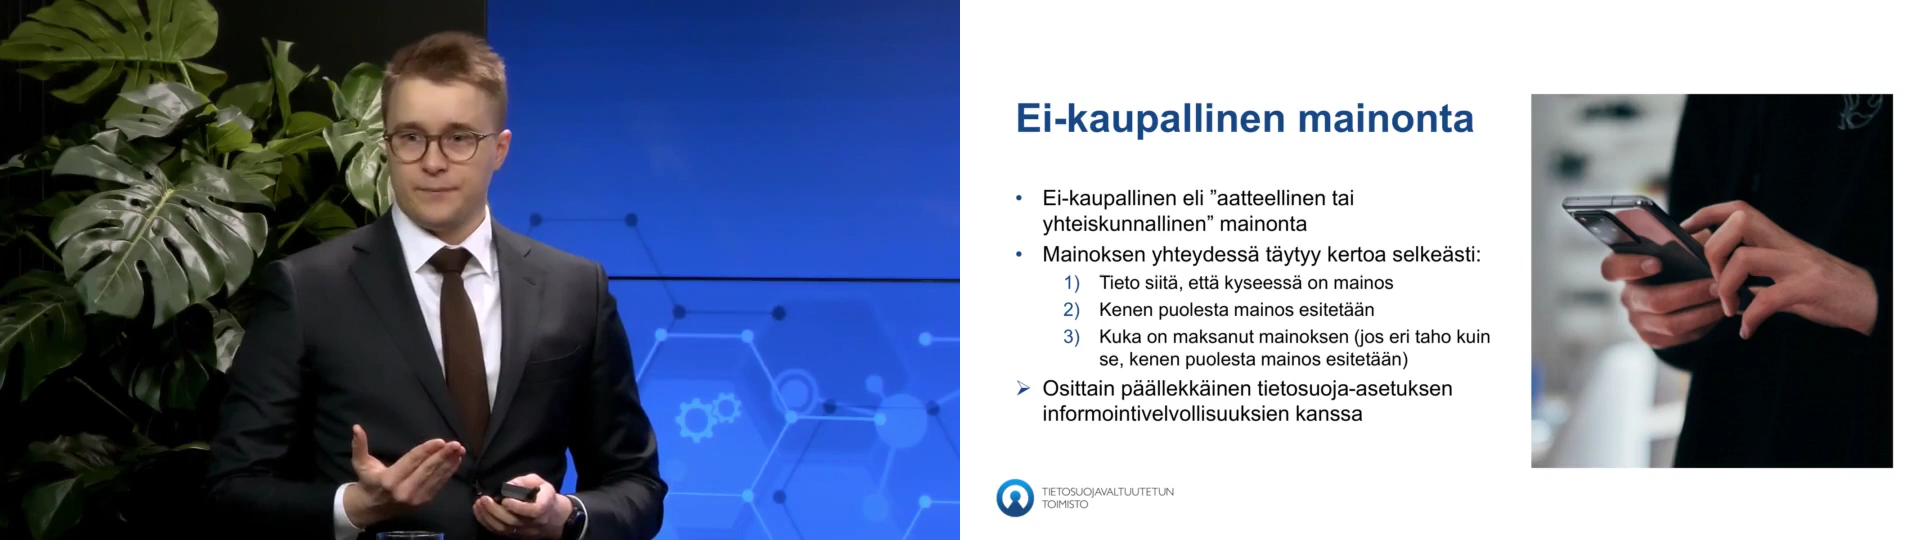 Ei-kaupallinen mainonta
• Ei-kaupallinen eli ”aatteellinen tai
yhteiskunnallinen” mainonta
• Mainoksen yhteydessä täytyy kertoa selkeästi:
1) Tieto siitä, että kyseessä on mainos
2) Kenen puolesta mainos esitetään
3) Kuka on maksanut mainoksen (jos eri taho kuin
se, kenen puolesta mainos esitetään)
➢ Osittain päällekkäinen tietosuoja-asetuksen
informointivelvollisuuksien kanssa
TIETOSUOJAVALTUUTETUN
TOIMISTO